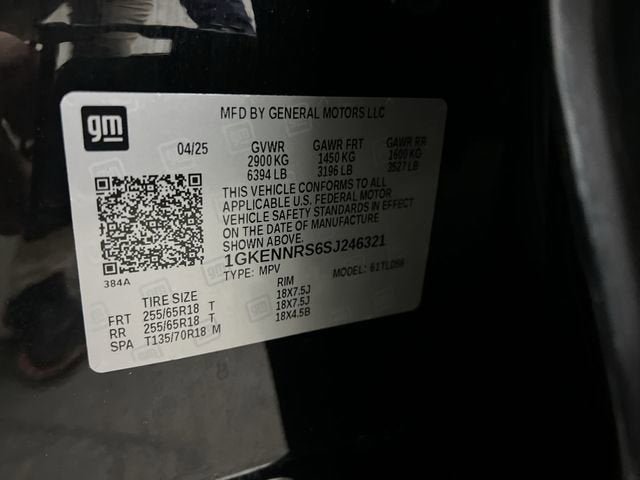 gm
MFD BY GENERAL MOTORS LLC
04/25 GVWR GAWR FRT GAWR RR
2900 KG 1450 KG 1600 KG
6394 LB 3196 LB 3527 LB
THIS VEHICLE CONFORMS TO ALL
APPLICABLE U.S. FEDERAL MOTOR
VEHICLE SAFETY STANDARDS IN EFFECT
ON THE DATE OF MANUFACTURE
SHOWN ABOVE.
1GKENNRS6SJ246321
TYPE: MPV MODEL:
384A
TIRE SIZE RIM
FRT 255/65R18 T 18X7.5J
RR 255/65R18 T 18X7.5J
SPA T135/70R18 M 18X4.5B